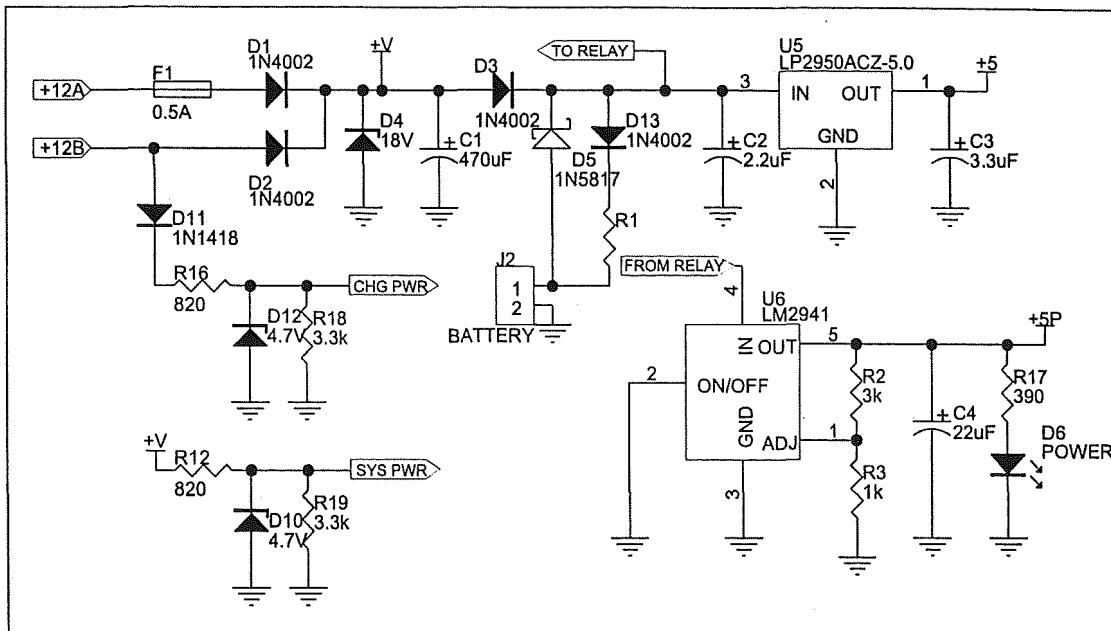 +12A
F1
0.5A
D1
1N4002
+V
D3
1N4002
TO RELAY
U5
LP2950ACZ-5.0
3
IN
OUT
1
+5
GND
2
+12B
D2
1N4002
D4
18V
+
C1
470uF
D5
1N5817
D13
1N4002
+
C2
2.2uF
+
C3
3.3uF
D11
1N1418
R16
820
CHG PWR
D12
4.7V
R18
3.3k
R1
J2
1
2
BATTERY
FROM RELAY
4
U6
LM2941
IN
OUT
5
+5P
2
ON/OFF
GND
ADJ
1
3
R2
3k
R3
1k
+
C4
22uF
R17
390
D6
POWER
+V
R12
820
SYS PWR
D10
4.7V
R19
3.3k